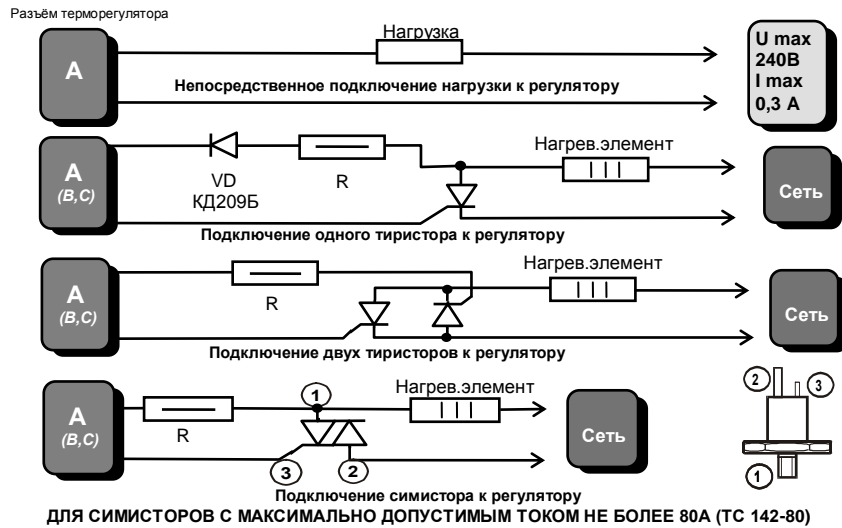 Разъём терморегулятора
A
Нагрузка
Непосредственное подключение нагрузки к регулятору
U max
240В
I max
0,3 А
A
(B,C)
VD
КД209Б
R
Нагрев.элемент
Сеть
Подключение одного тиристора к регулятору
A
(B,C)
R
Нагрев.элемент
Сеть
Подключение двух тиристоров к регулятору
A
(B,C)
R
1
Нагрев.элемент
3
2
Сеть
2
3
1
Подключение симистора к регулятору
ДЛЯ СИМИСТОРОВ С МАКСИМАЛЬНО ДОПУСТИМЫМ ТОКОМ НЕ БОЛЕЕ 80А (ТС 142-80)